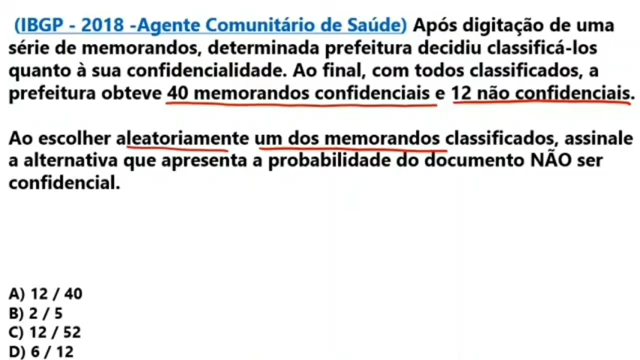 (IBGP - 2018 -Agente Comunitário de Saúde) Após digitação de uma
série de memorandos, determinada prefeitura decidiu classificá-los
quanto à sua confidencialidade. Ao final, com todos classificados, a
prefeitura obteve 40 memorandos confidenciais e 12 não confidenciais.
Ao escolher aleatoriamente um dos memorandos classificados, assinale
a alternativa que apresenta a probabilidade do documento NÃO ser
confidencial.
A) 12 / 40
B) 2 / 5
C) 12 / 52
D) 6 / 12